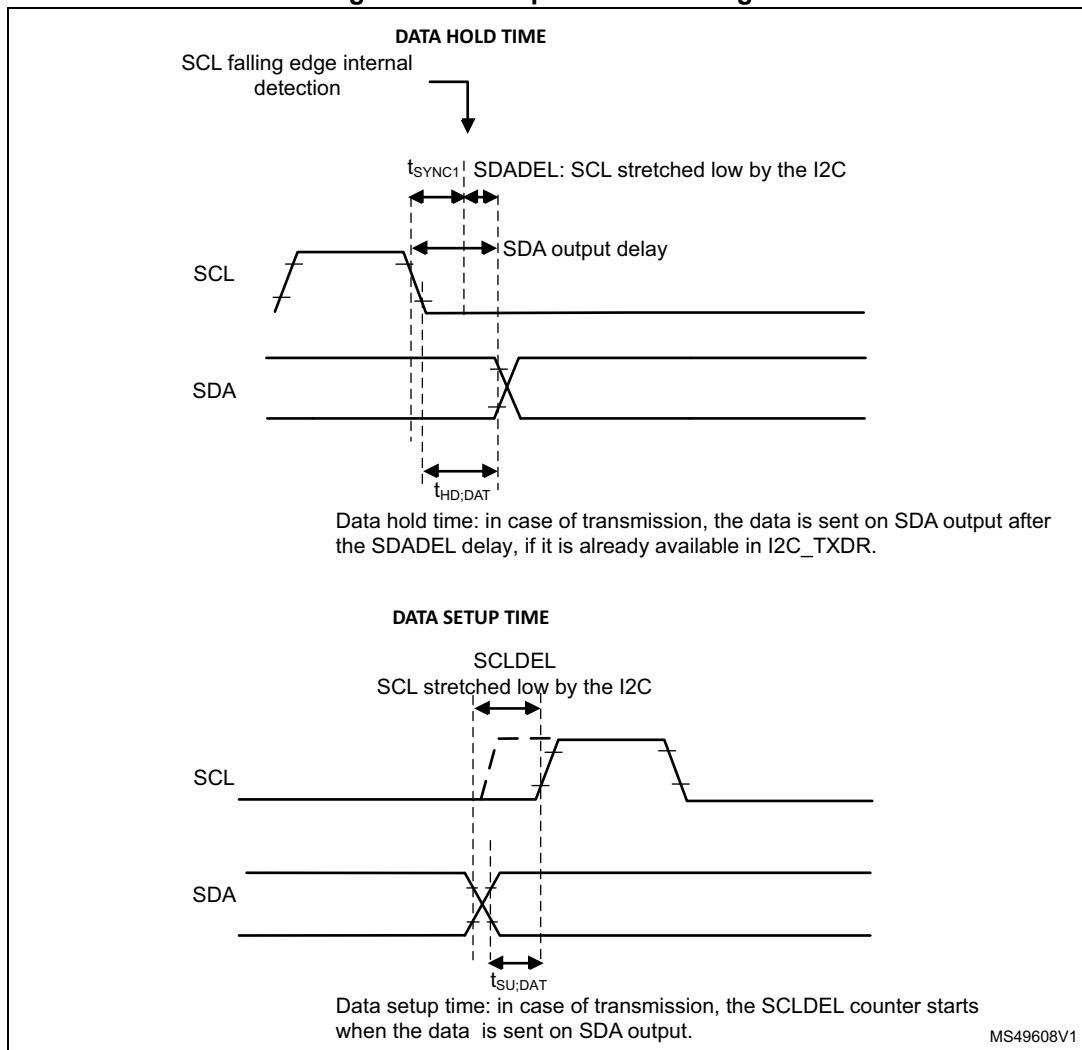 DATA HOLD TIME
SCL falling edge internal
detection
tSYNC1
SDADEL: SCL stretched low by the I2C
SDA output delay
SCL
SDA
tHD;DAT
Data hold time: in case of transmission, the data is sent on SDA output after
the SDADEL delay, if it is already available in I2C_TXDR.
DATA SETUP TIME
SCLDEL
SCL stretched low by the I2C
SCL
SDA
tSU;DAT
Data setup time: in case of transmission, the SCLDEL counter starts
when the data is sent on SDA output.
MS49608V1